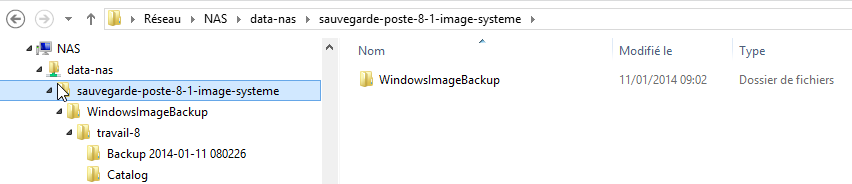 Réseau › NAS › data-nas › sauvegarde-poste-8-1-image-systeme ›
NAS
data-nas
sauvegarde-poste-8-1-image-systeme
WindowsImageBackup
travail-8
Backup 2014-01-11 080226
Catalog
Nom Modifié le Type
WindowsImageBackup 11/01/2014 09:02 Dossier de fichiers